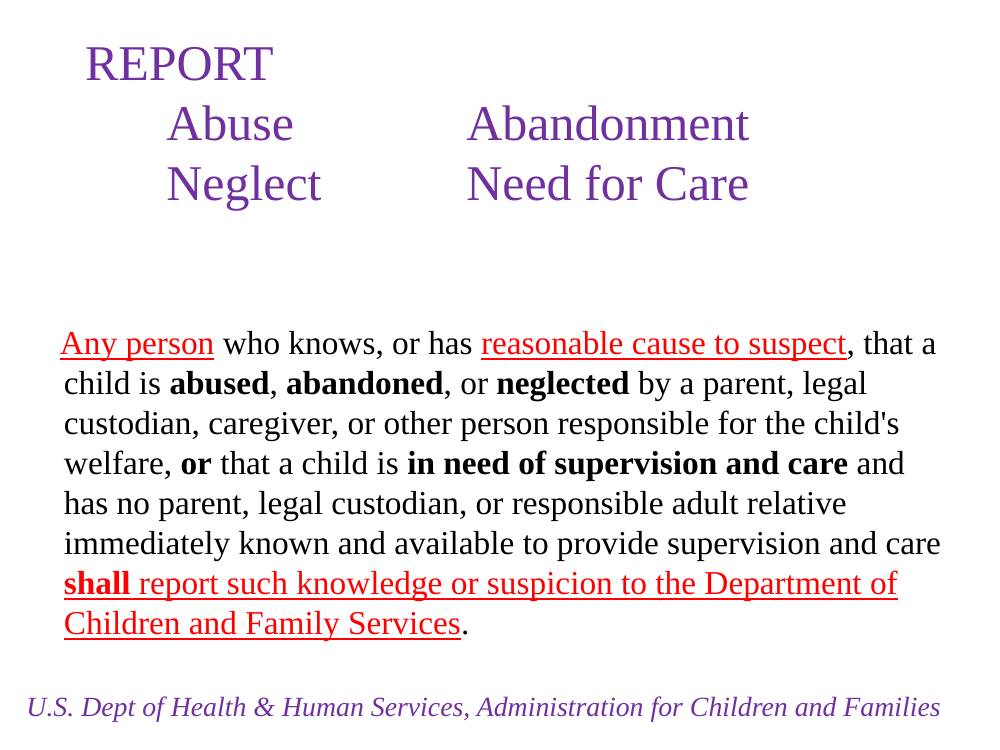 REPORT
Abuse Abandonment
Neglect Need for Care
Any person who knows, or has reasonable cause to suspect, that a
child is abused, abandoned, or neglected by a parent, legal
custodian, caregiver, or other person responsible for the child's
welfare, or that a child is in need of supervision and care and
has no parent, legal custodian, or responsible adult relative
immediately known and available to provide supervision and care
shall report such knowledge or suspicion to the Department of
Children and Family Services.
U.S. Dept of Health & Human Services, Administration for Children and Families